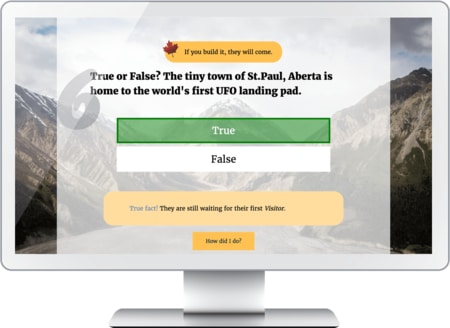 If you build it, they will come.
6
True or False? The tiny town of St.Paul, Aberta is
home to the world's first UFO landing pad.
True
False
True fact! They are still waiting for their first Visitor.
How did I do?